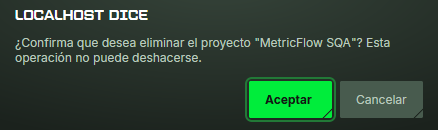 LOCALHOST DICE
¿Confirma que desea eliminar el proyecto "MetricFlow SQA"? Esta
operación no puede deshacerse.
Aceptar
Cancelar